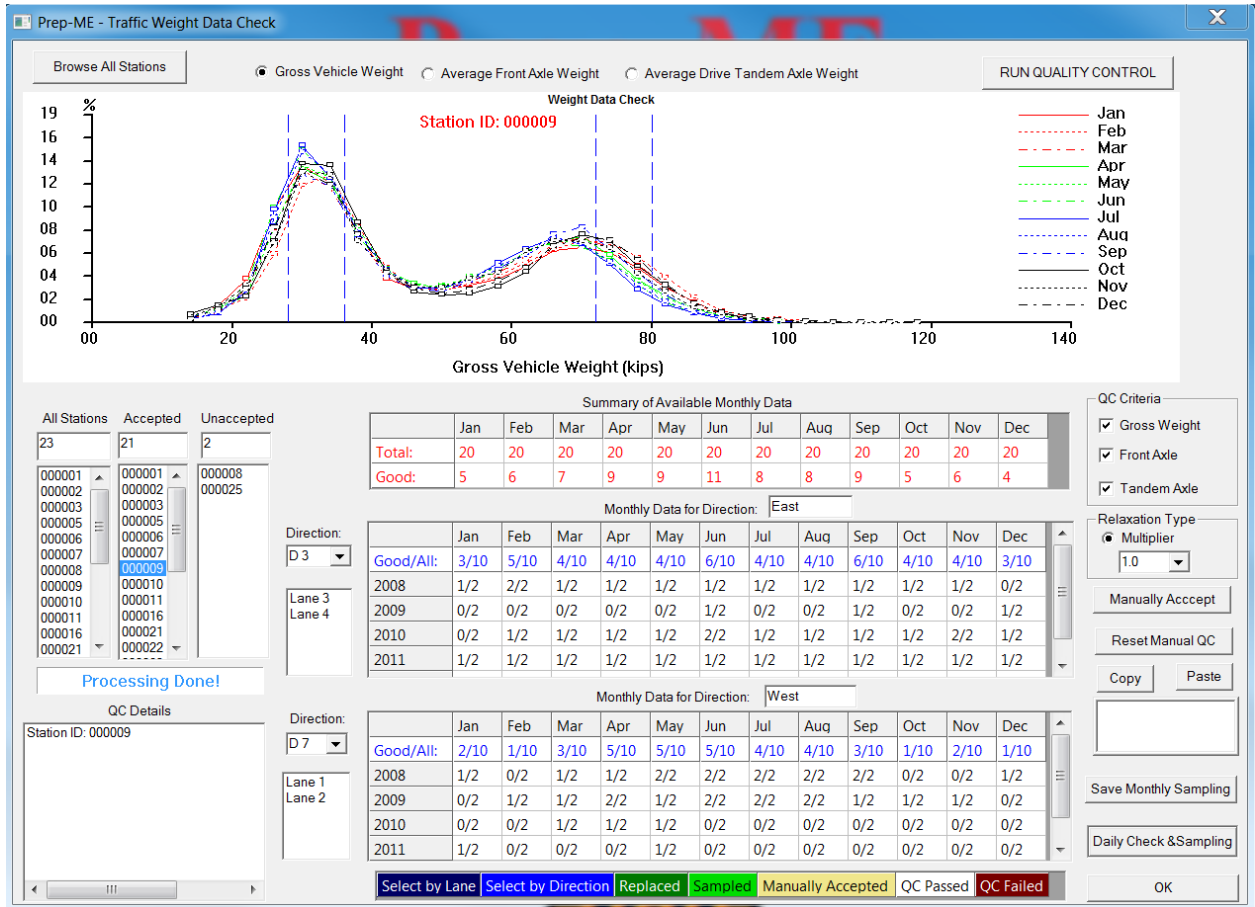 Prep-ME - Traffic Weight Data Check
X
Browse All Stations
Gross Vehicle Weight
Average Front Axle Weight
Average Drive Tandem Axle Weight
RUN QUALITY CONTROL
Weight Data Check
Station ID: 000009
%
19
16
14
12
10
08
06
04
02
00
00 20 40 60 80 100 120 140
Gross Vehicle Weight (kips)
Jan
Feb
Mar
Apr
May
Jun
Jul
Aug
Sep
Oct
Nov
Dec
All Stations Accepted Unaccepted
23 21 2
000001
000002
000003
000005
000006
000007
000008
000009
000010
000011
000016
000021
000001
000002
000003
000005
000006
000007
000009
000010
000011
000016
000021
000022
000008
000025
Processing Done!
QC Details
Station ID: 000009
Summary of Available Monthly Data
Jan Feb Mar Apr May Jun Jul Aug Sep Oct Nov Dec
Total: 20 20 20 20 20 20 20 20 20 20 20 20
Good: 5 6 7 9 9 11 8 8 9 5 6 4
Monthly Data for Direction: East
Direction:
D 3
Lane 3
Lane 4
Jan Feb Mar Apr May Jun Jul Aug Sep Oct Nov Dec
Good/All: 3/10 5/10 4/10 4/10 4/10 6/10 4/10 4/10 6/10 4/10 4/10 3/10
2008 1/2 2/2 1/2 1/2 1/2 1/2 1/2 1/2 1/2 1/2 1/2 0/2
2009 0/2 0/2 0/2 0/2 0/2 1/2 0/2 0/2 1/2 0/2 0/2 1/2
2010 0/2 1/2 1/2 1/2 1/2 2/2 1/2 1/2 1/2 1/2 2/2 1/2
2011 1/2 1/2 1/2 1/2 1/2 1/2 1/2 1/2 1/2 1/2 1/2 1/2
Monthly Data for Direction: West
Direction:
D 7
Lane 1
Lane 2
Jan Feb Mar Apr May Jun Jul Aug Sep Oct Nov Dec
Good/All: 2/10 1/10 3/10 5/10 5/10 5/10 4/10 4/10 3/10 1/10 2/10 1/10
2008 1/2 0/2 1/2 1/2 2/2 2/2 2/2 2/2 2/2 0/2 0/2 1/2
2009 0/2 1/2 1/2 2/2 1/2 2/2 2/2 2/2 1/2 1/2 1/2 0/2
2010 0/2 0/2 1/2 1/2 1/2 0/2 0/2 0/2 0/2 0/2 0/2 0/2
2011 1/2 0/2 0/2 0/2 1/2 0/2 0/2 0/2 0/2 0/2 0/2 0/2
Select by Lane Select by Direction Replaced Sampled Manually Accepted QC Passed QC Failed
QC Criteria
Gross Weight
Front Axle
Tandem Axle
Relaxation Type
Multiplier
1.0
Manually Acccept
Reset Manual QC
Copy Paste
Save Monthly Sampling
Daily Check &Sampling
OK